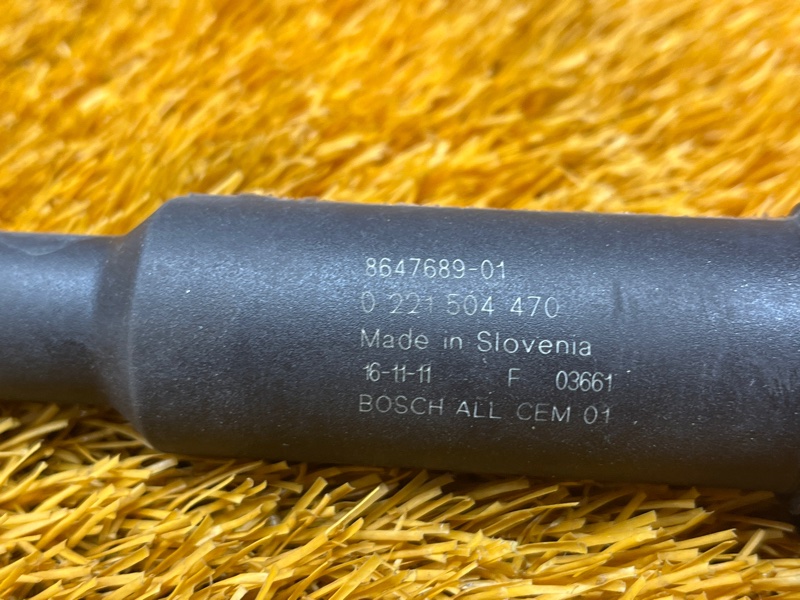 8647689-01
0 221 504 470
Made in Slovenia
16-11-11 F 03661
BOSCH ALL CEM 01